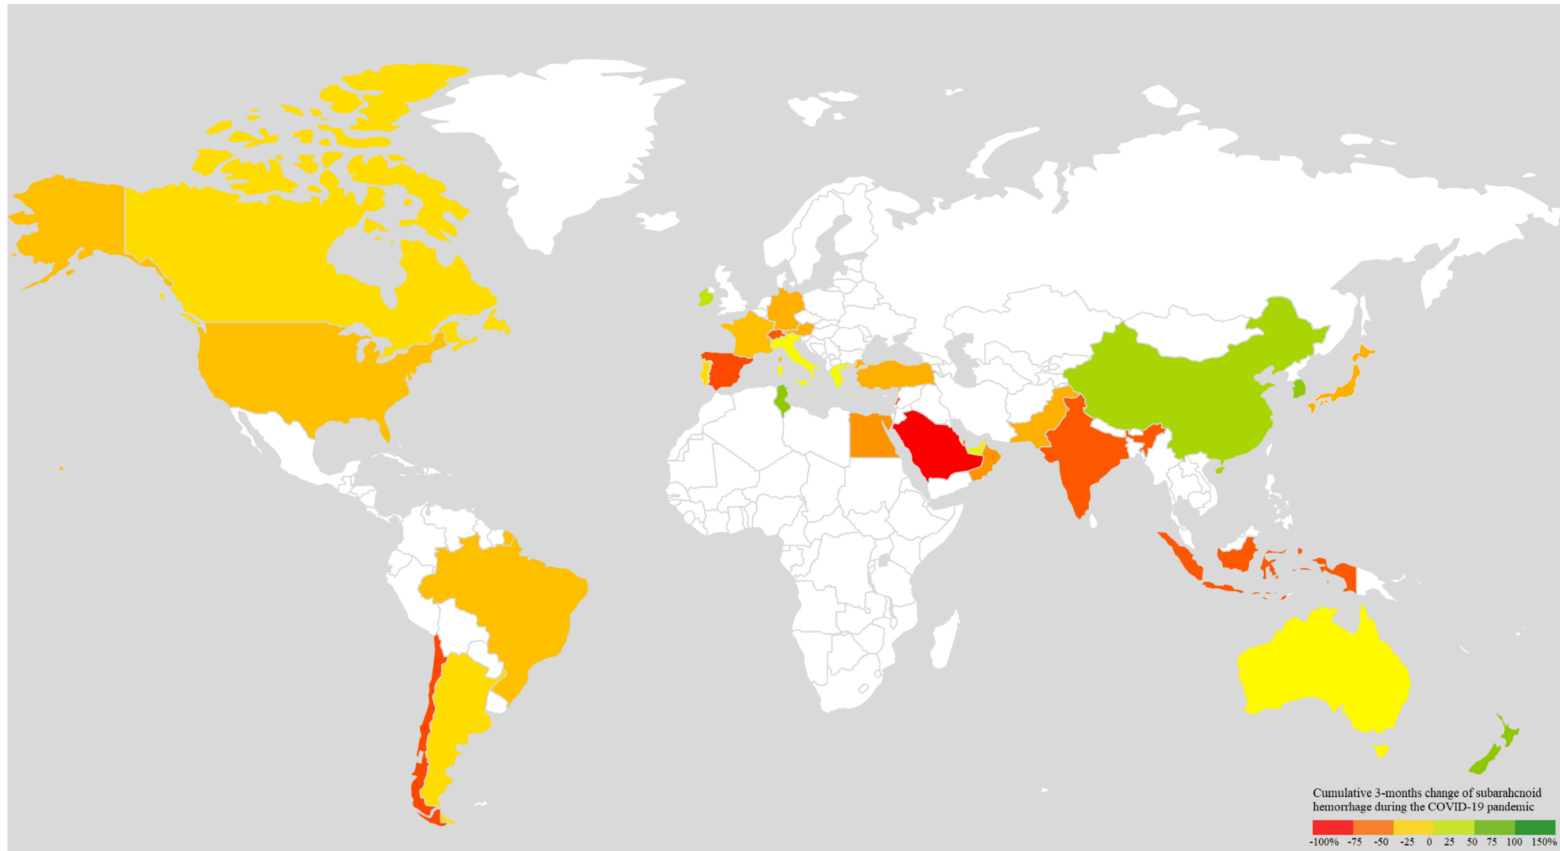 Cumulative 3-months change of subarahcnoid
hemorrhage during the COVID-19 pandemic
-100% -75 -50 -25 0 25 50 75 100 150%